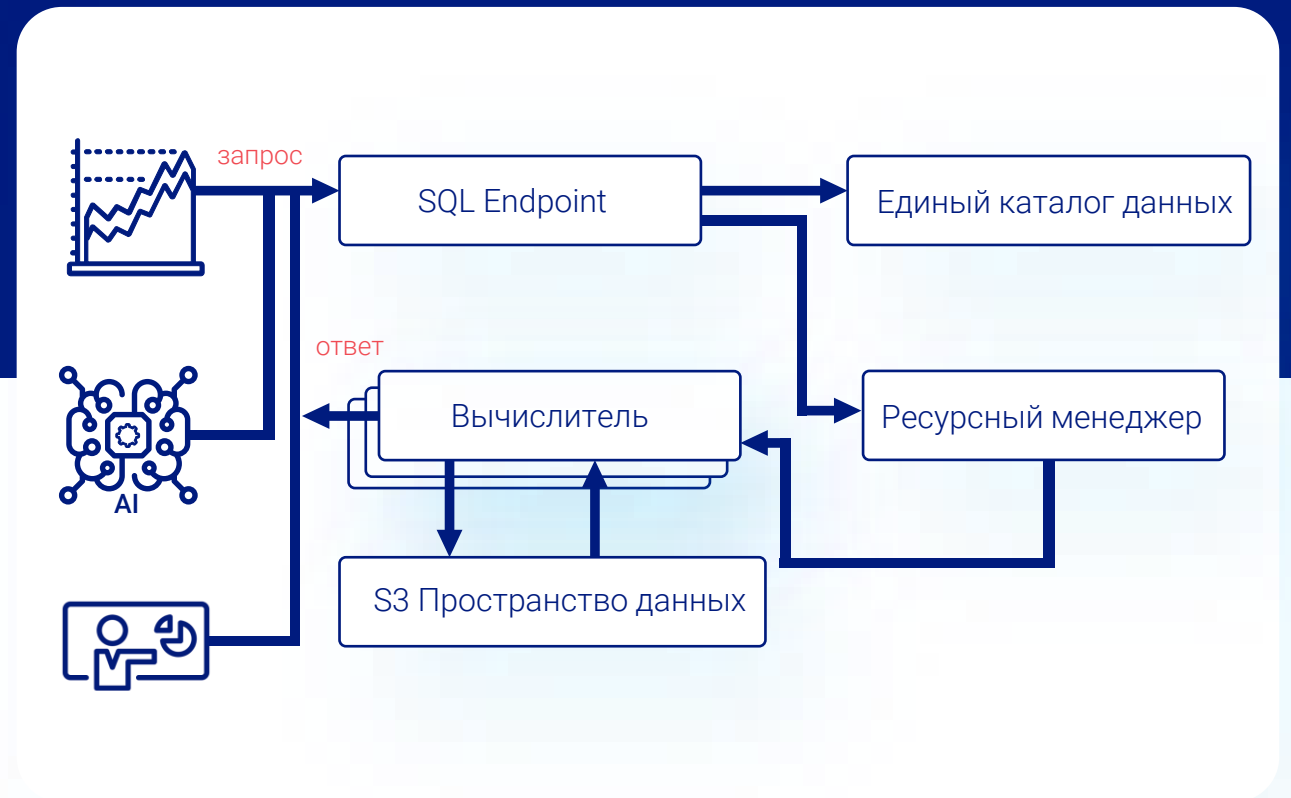 запрос
SQL Endpoint
Единый каталог данных
ответ
Вычислитель
Ресурсный менеджер
AI
S3 Пространство данных